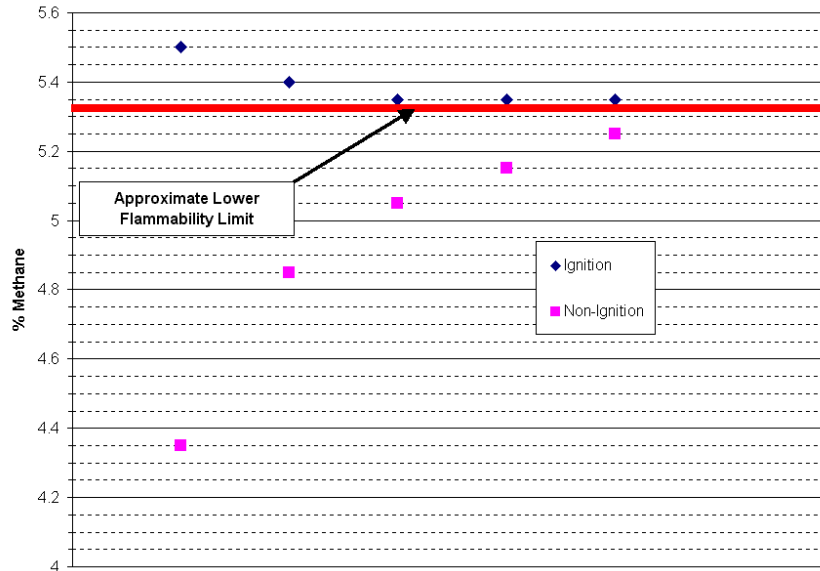 5.6
5.4
5.2
5
4.8
4.6
4.4
4.2
4
% Methane
Approximate Lower
Flammability Limit
Ignition
Non-Ignition